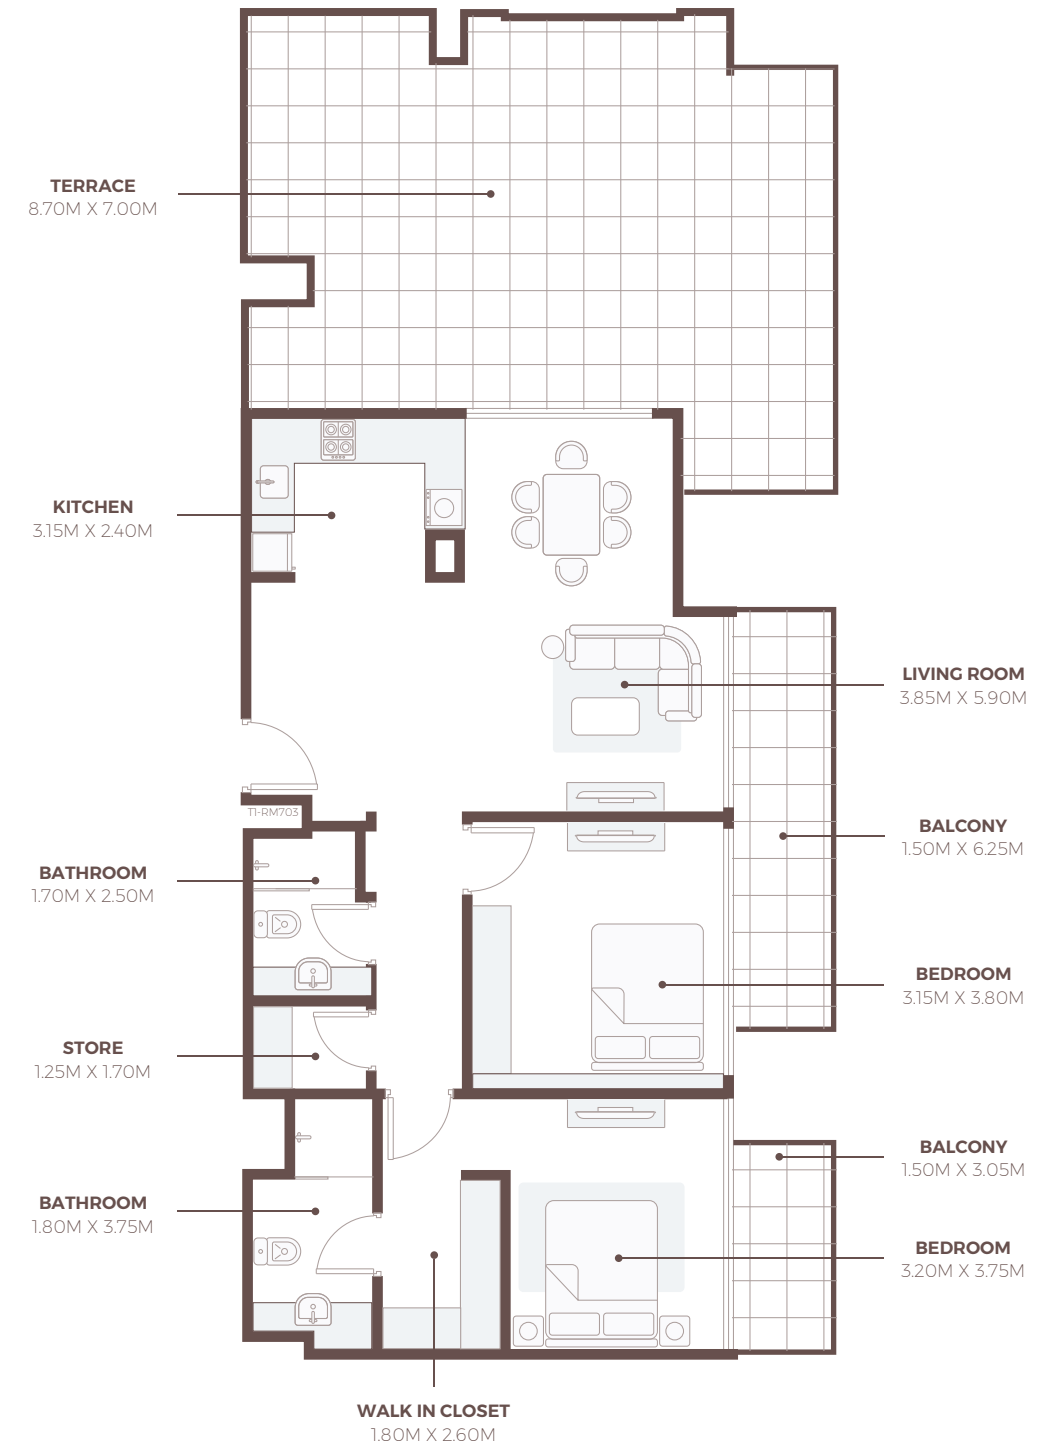 TERRACE
8.70M X 7.00M
KITCHEN
3.15M X 2.40M
LIVING ROOM
3.85M X 5.90M
T1-RM703
BALCONY
1.50M X 6.25M
BATHROOM
1.70M X 2.50M
BEDROOM
3.15M X 3.80M
STORE
1.25M X 1.70M
BALCONY
1.50M X 3.05M
BATHROOM
1.80M X 3.75M
BEDROOM
3.20M X 3.75M
WALK IN CLOSET
1.80M X 2.60M